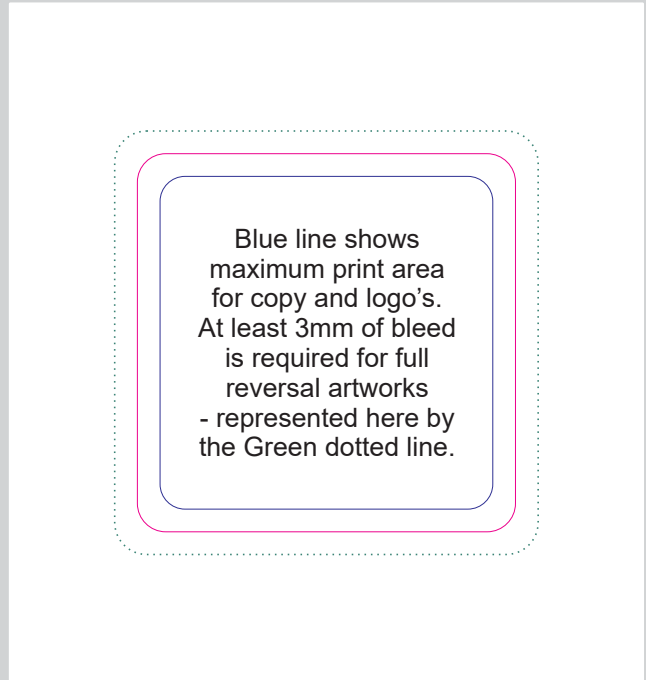 Blue line shows
maximum print area
for copy and logo’s.
At least 3mm of bleed
is required for full
reversal artworks
- represented here by
the Green dotted line.